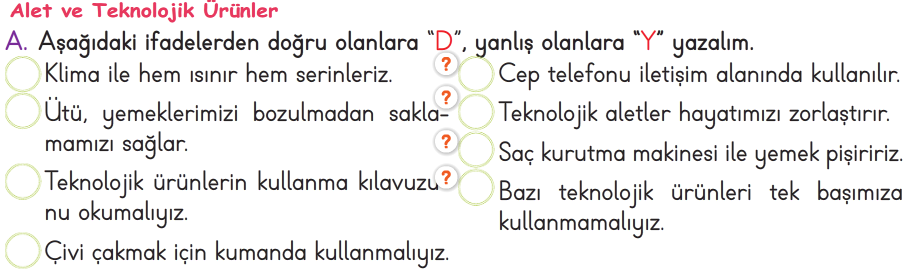 Alet ve Teknolojik Ürünler
A. Aşağıdaki ifadelerden doğru olanlara "D", yanlış olanlara "Y" yazalım.
Klima ile hem ısınır hem serinleriz.
Ütü, yemeklerimizi bozulmadan sakla-
mamızı sağlar.
Teknolojik ürünlerin kullanma kılavuzu
nu okumalıyız.
Çivi çakmak için kumanda kullanmalıyız.
?
?
?
?
Cep telefonu iletişim alanında kullanılır.
Teknolojik aletler hayatımızı zorlaştırır.
Saç kurutma makinesi ile yemek pişiririz.
Bazı teknolojik ürünleri tek başımıza
kullanmamalıyız.